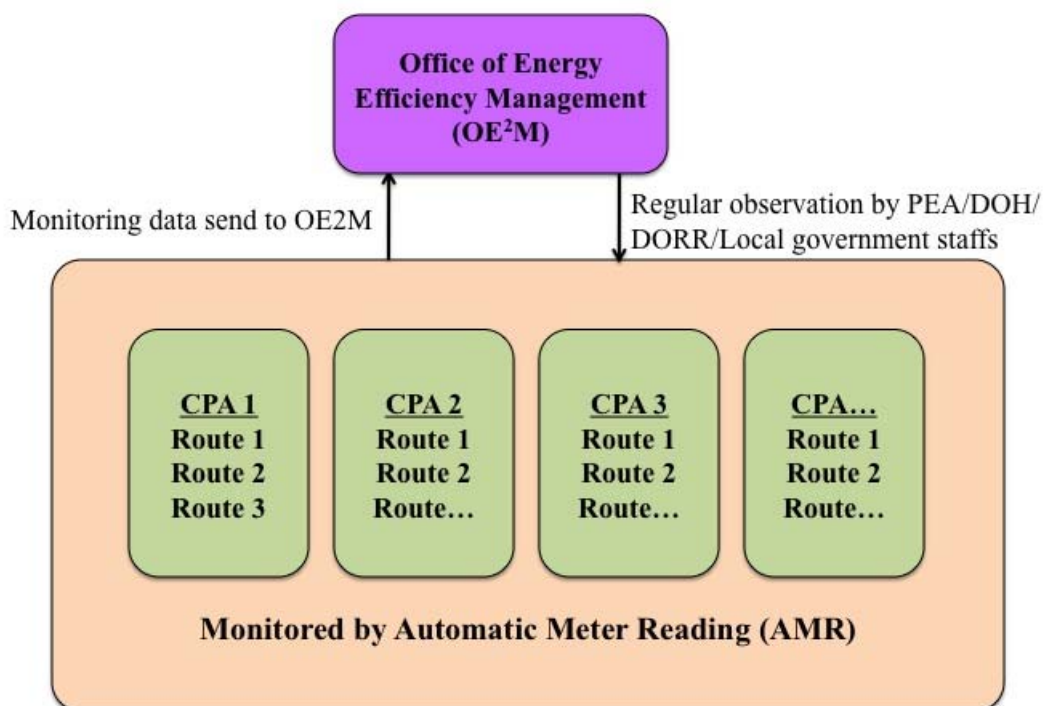 Office of Energy
Efficiency Management
(OE²M)
Monitoring data send to OE2M
Regular observation by PEA/DOH/
DORR/Local government staffs
CPA 1
Route 1
Route 2
Route 3
CPA 2
Route 1
Route 2
Route…
CPA 3
Route 1
Route 2
Route…
CPA…
Route 1
Route 2
Route…
Monitored by Automatic Meter Reading (AMR)